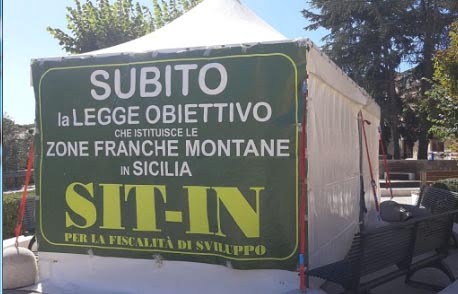 SUBITO
la LEGGE OBIETTIVO
CHE ISTITUISCE LE
ZONE FRANCHE MONTANE
IN SICILIA
SIT-IN
PER LA FISCALITÀ DI SVILUPPO